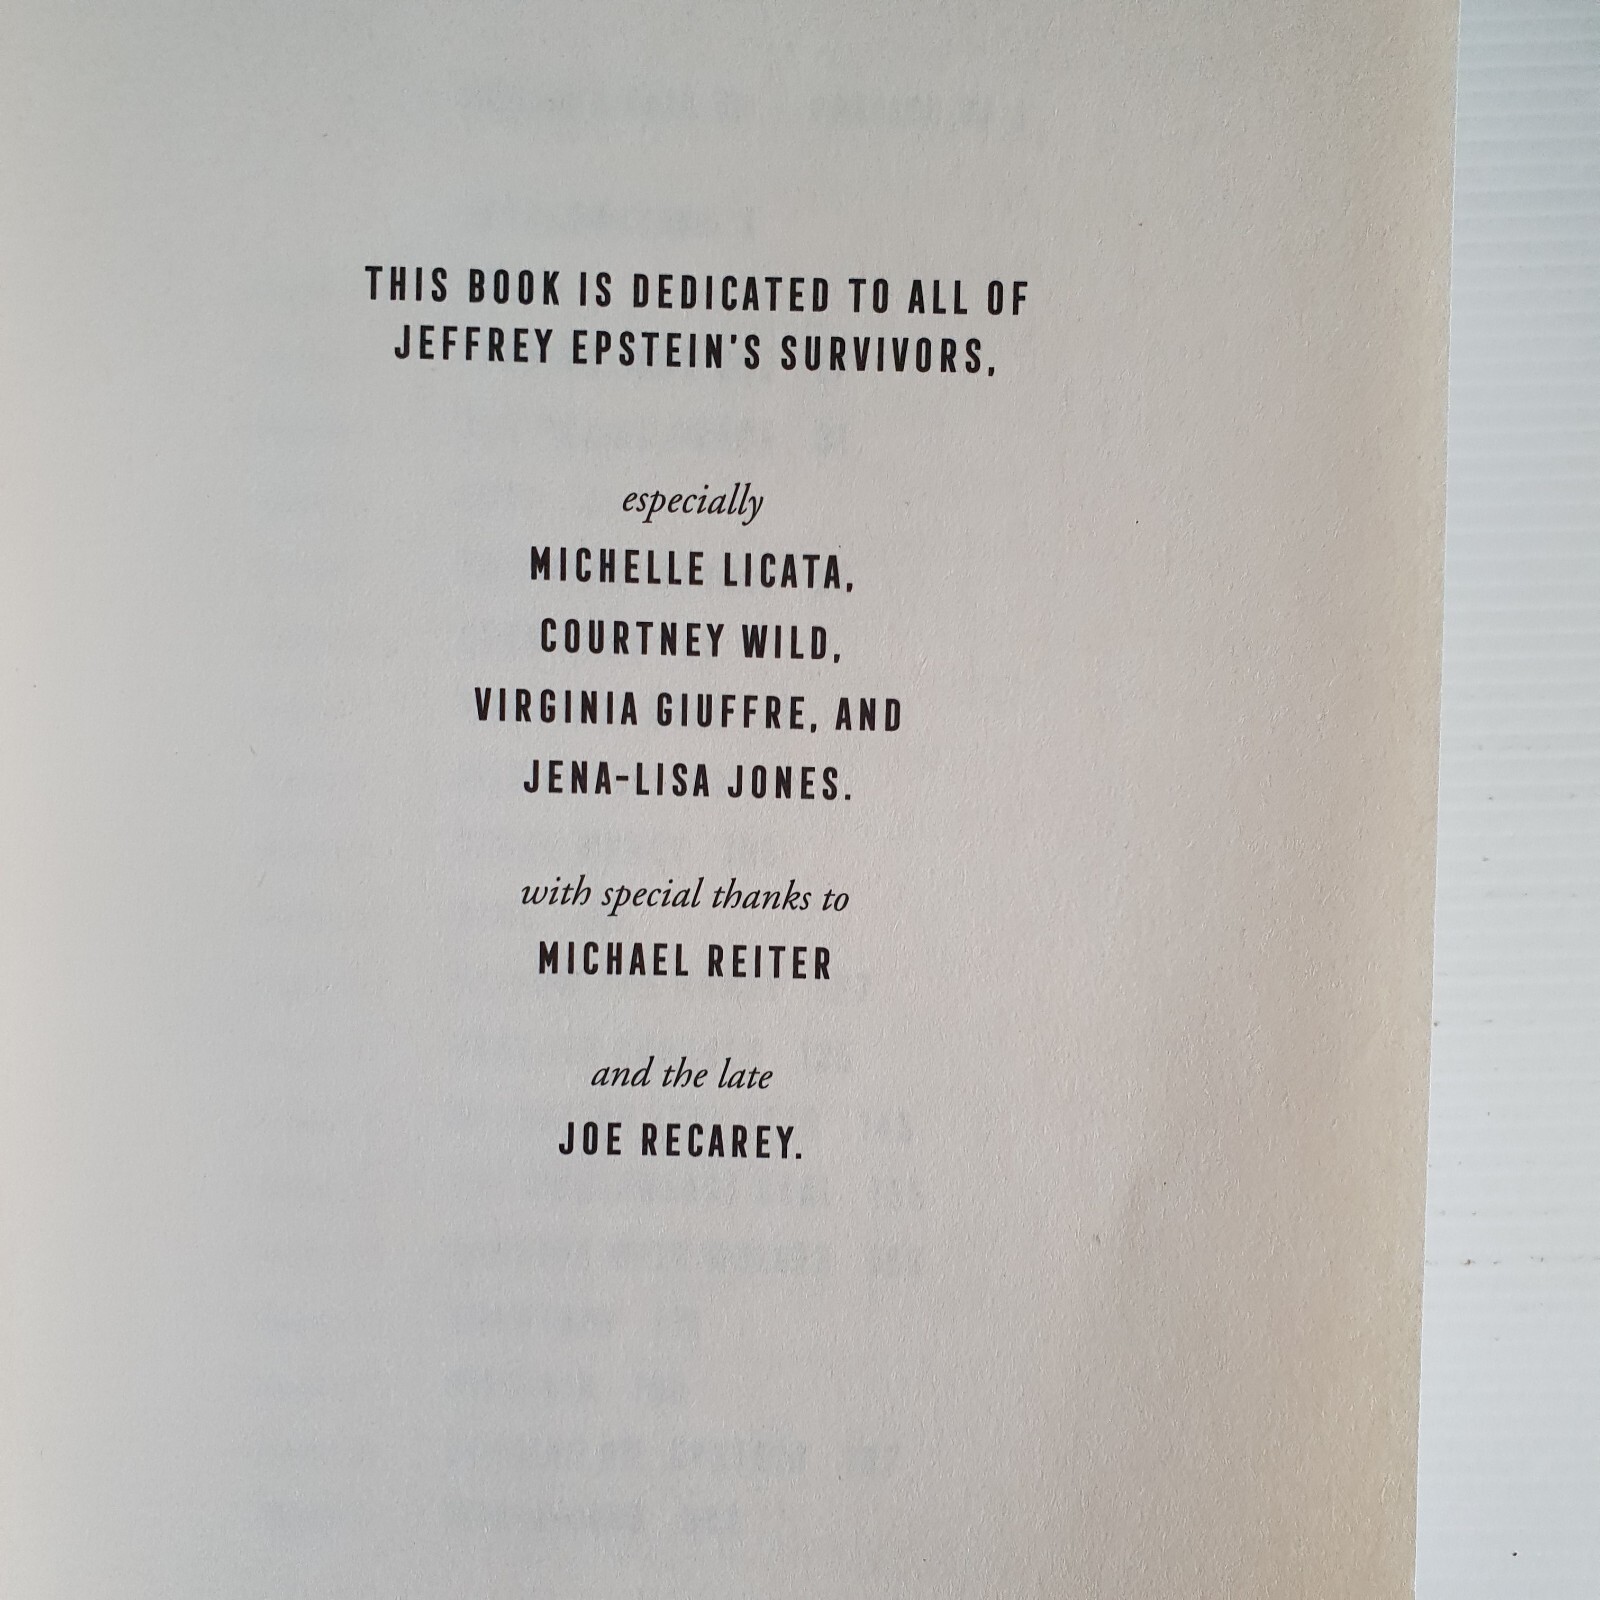 THIS BOOK IS DEDICATED TO ALL OF
JEFFREY EPSTEIN'S SURVIVORS,
especially
MICHELLE LICATA,
COURTNEY WILD,
VIRGINIA GIUFFRE, AND
JENA-LISA JONES.
with special thanks to
MICHAEL REITER
and the late
JOE RECAREY.